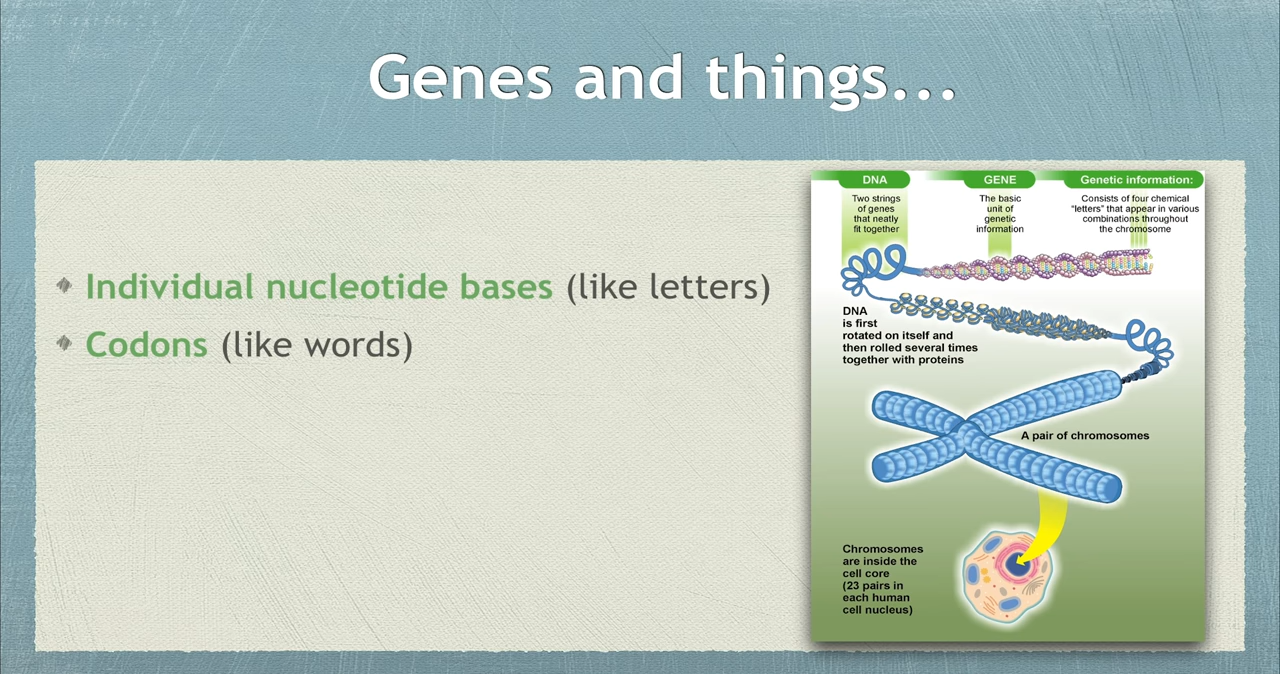 Genes and things...
Individual nucleotide bases (like letters)
Codons (like words)
DNA
Two strings
of genes
that neatly
fit together
GENE
The basic
unit of
genetic
information
Genetic information:
Consists of four chemical
"letters" that appear in various
combinations throughout
the chromosome
DNA
is first
rotated on itself and
then rolled several times
together with proteins
A pair of chromosomes
Chromosomes
are inside the
cell core
(23 pairs in
each human
cell nucleus)